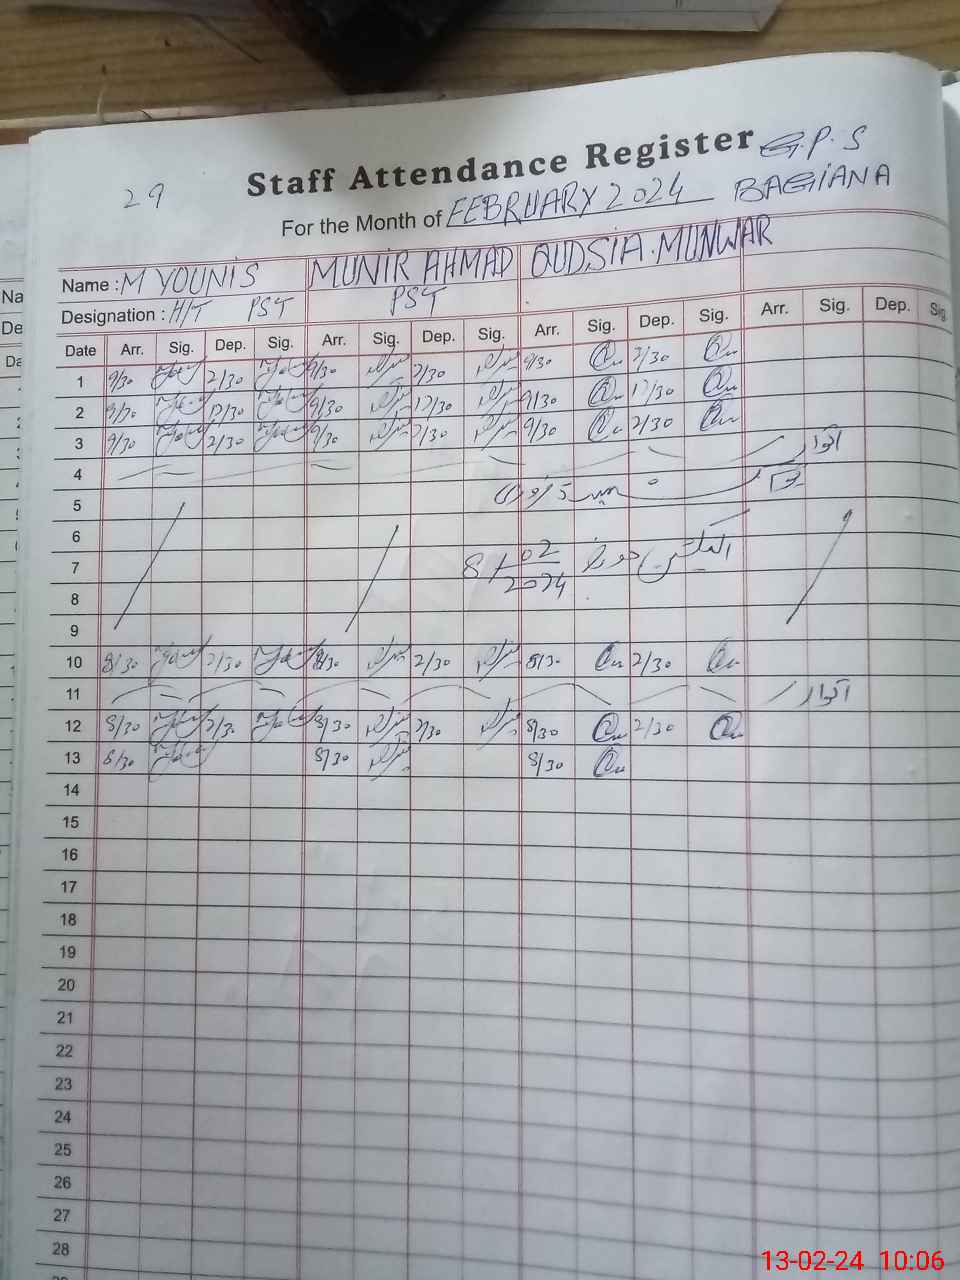 29
Staff Attendance Register G.P.S
For the Month of FEBRUARY 2024 BAGIANA
Name : M YOUNIS MUNIR AHMAD QUDSIA.MUNWAR
Designation : H/T PST PST
Date Arr. Sig. Dep. Sig. Arr. Sig. Dep. Sig. Arr. Sig. Dep. Sig. Arr. Sig. Dep. Sig.
1 9/30 2/30 9/30 2/30 9/30 2/30
2 9/30 12/30 9/30 12/30 9/30 12/30
3 9/30 2/30 9/30 2/30 9/30 2/30
4 اتوار
5
6
7 8/02/2024
8
9
10 8/30 2/30 8/30 2/30 8/30 2/30
11 اتوار
12 8/30 2/30 8/30 2/30 8/30 2/30
13 8/30 8/30 8/30
14
15
16
17
18
19
20
21
22
23
24
25
26
27
28
13-02-24 10:06